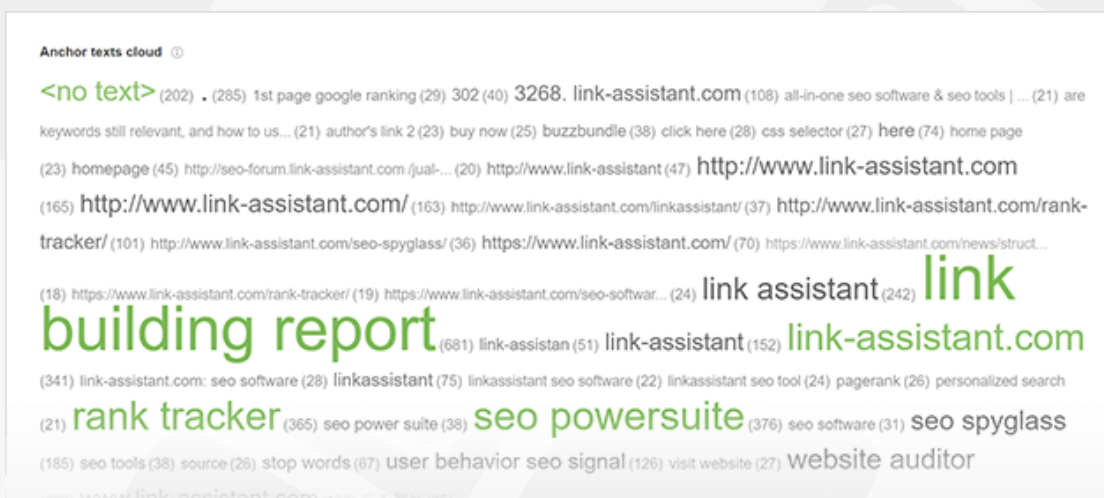 Anchor texts cloud
<no text> (202) . (285) 1st page google ranking (29) 302 (40) 3268. link-assistant.com (108) all-in-one seo software & seo tools | ... (21) are
keywords still relevant, and how to us... (21) author's link 2 (23) buy now (25) buzzbundle (38) click here (28) css selector (27) here (74) home page
(23) homepage (45) http://seo-forum.link-assistant.com /jual-... (20) http://www.link-assistant (47) http://www.link-assistant.com
(165) http://www.link-assistant.com/ (163) http://www.link-assistant.com/linkassistant/ (37) http://www.link-assistant.com/rank-
tracker/ (101) http://www.link-assistant.com/seo-spyglass/ (36) https://www.link-assistant.com/ (70) https://www.link-assistant.com/news/struct...
(18) https://www.link-assistant.com/rank-tracker/ (19) https://www.link-assistant.com/seo-softwar... (24) link assistant (242) link
building report (681) link-assistan (51) link-assistant (152) link-assistant.com
(341) link-assistant.com: seo software (28) linkassistant (75) linkassistant seo software (22) linkassistant seo tool (24) pagerank (26) personalized search
(21) rank tracker (365) seo power suite (38) seo powersuite (376) seo software (31) seo spyglass
(185) seo tools (38) source (26) stop words (67) user behavior seo signal (126) visit website (27) website auditor
www.link-assistant.com